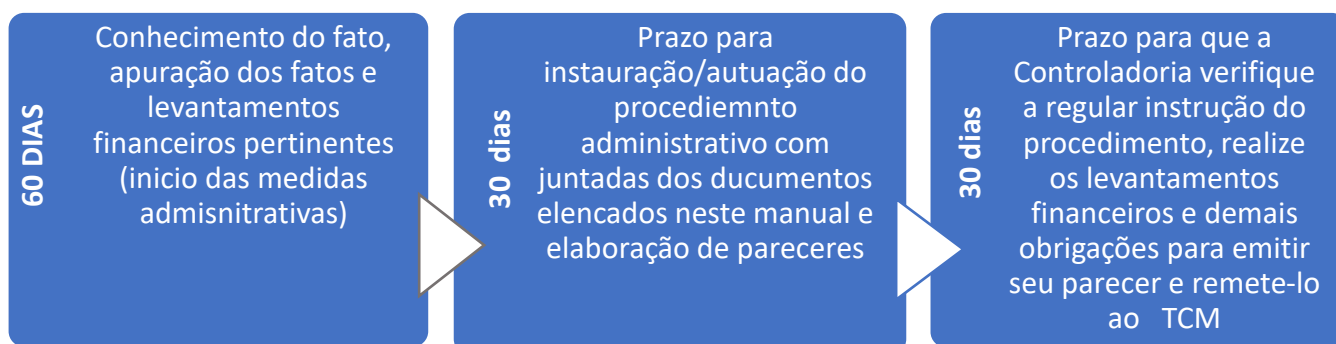 60 DIAS
Conhecimento do fato,
apuração dos fatos e
levantamentos
financeiros pertinentes
(inicio das medidas
admisnitrativas)
30 dias
Prazo para
instauração/autuação do
procediemnto
administrativo com
juntadas dos ducumentos
elencados neste manual e
elaboração de pareceres
30 dias
Prazo para que a
Controladoria verifique
a regular instrução do
procedimento, realize
os levantamentos
financeiros e demais
obrigações para emitir
seu parecer e remete-lo
ao TCM